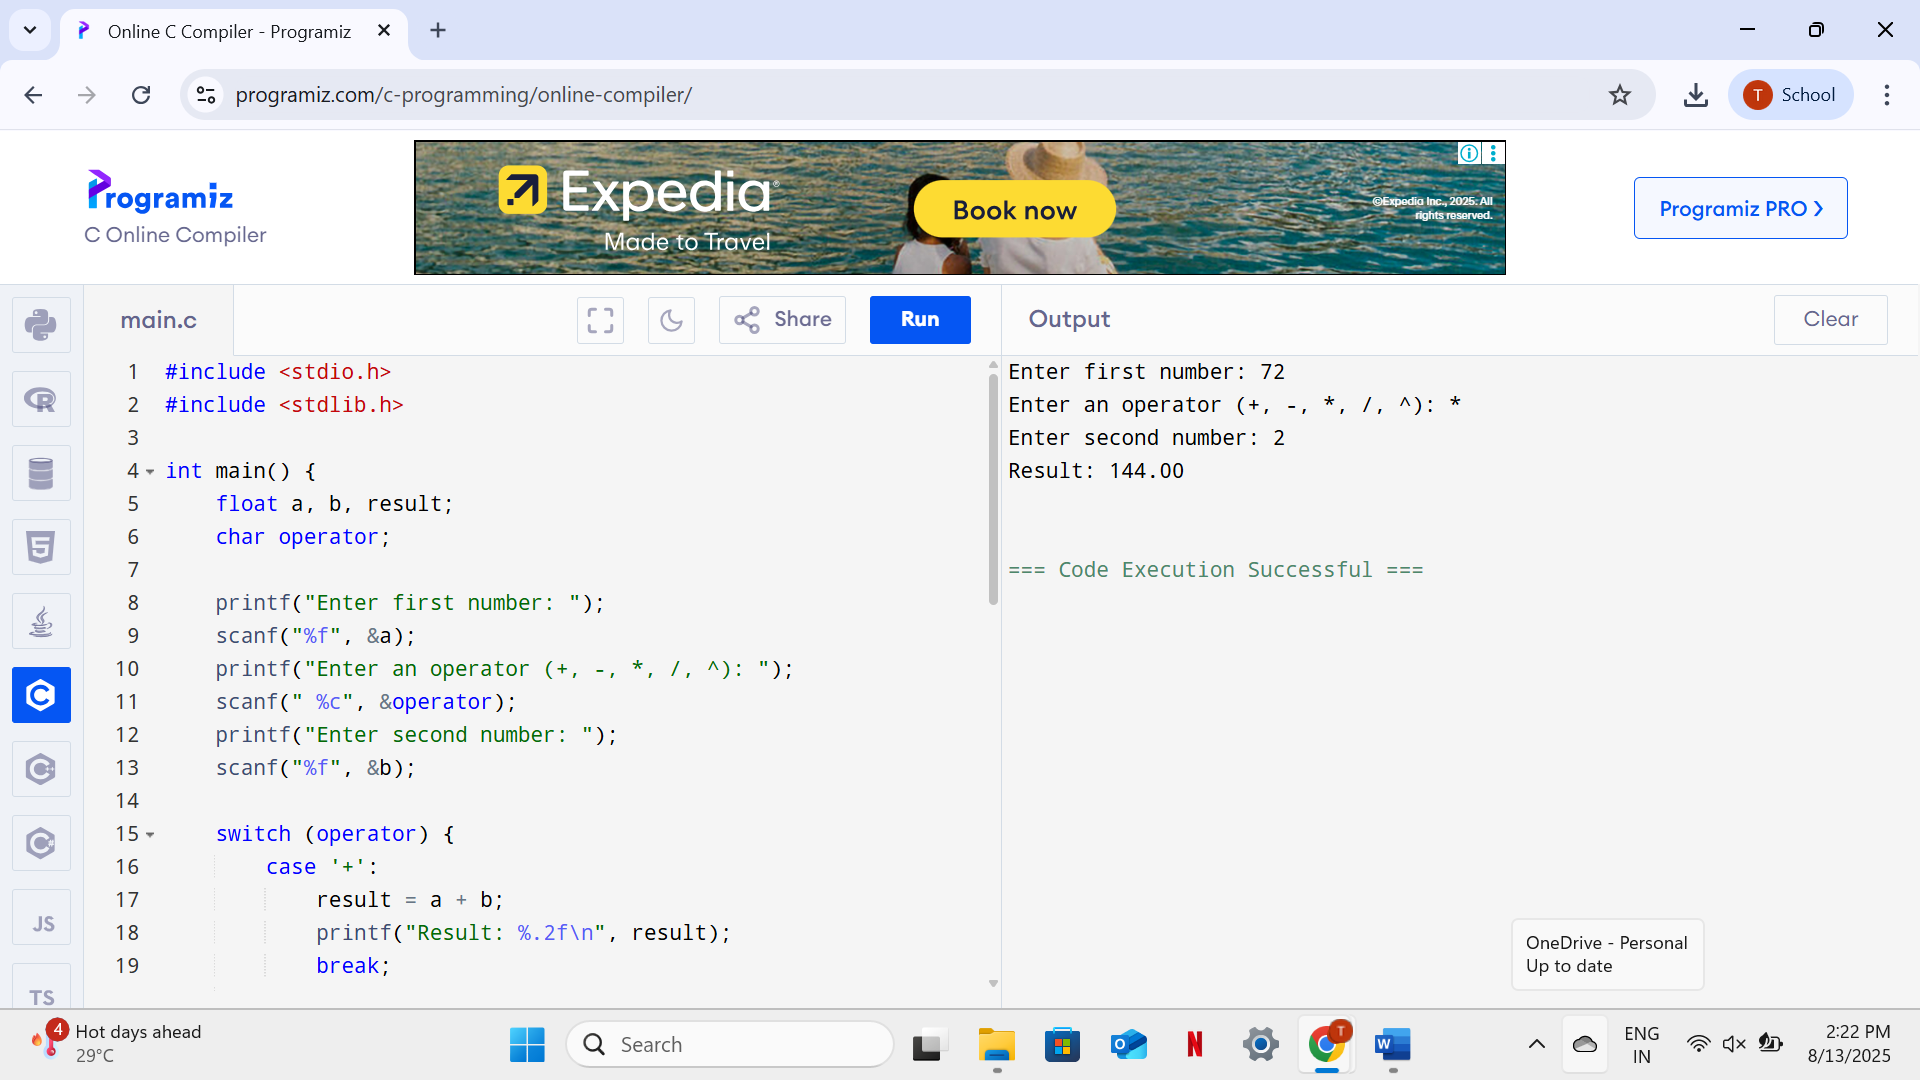 Online C Compiler - Programiz
programiz.com/c-programming/online-compiler/
T School
Programiz
C Online Compiler
Expedia®
Made to Travel
Book now
©Expedia Inc., 2025. All
rights reserved.
Programiz PRO
main.c
Share
Run
Output
Clear
1 #include <stdio.h>
2 #include <stdlib.h>
3
4 int main() {
5 float a, b, result;
6 char operator;
7
8 printf("Enter first number: ");
9 scanf("%f", &a);
10 printf("Enter an operator (+, -, *, /, ^): ");
11 scanf(" %c", &operator);
12 printf("Enter second number: ");
13 scanf("%f", &b);
14
15 switch (operator) {
16 case '+':
17 result = a + b;
18 printf("Result: %.2f\n", result);
19 break;
Enter first number: 72
Enter an operator (+, -, *, /, ^): *
Enter second number: 2
Result: 144.00
=== Code Execution Successful ===
R
5
C
C
C
JS
TS
OneDrive - Personal
Up to date
4
Hot days ahead
29°C
Search
O
N
T
W
ENG
IN
2:22 PM
8/13/2025